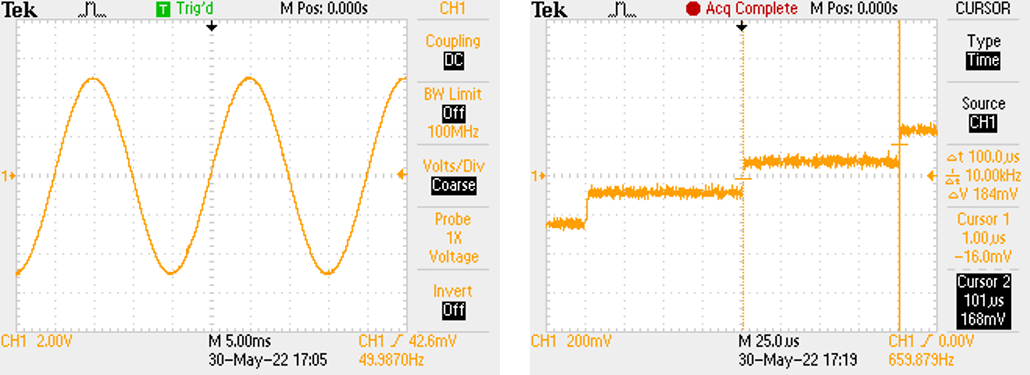 Tek Trig'd M Pos: 0.000s CH1
Coupling
DC
BW Limit
Off
100MHz
1
Volts/Div
Coarse
Probe
1X
Voltage
Invert
Off
CH1 2.00V M 5.00ms CH1 42.6mV
30-May-22 17:05 49.9870Hz
Tek Acq Complete M Pos: 0.000s CURSOR
Type
Time
Source
CH1
1
Δt 100.0µs
1/Δt 10.00kHz
ΔV 184mV
Cursor 1
1.00µs
-16.0mV
Cursor 2
101µs
168mV
CH1 200mV M 25.0µs CH1 0.00V
30-May-22 17:19 659.879Hz